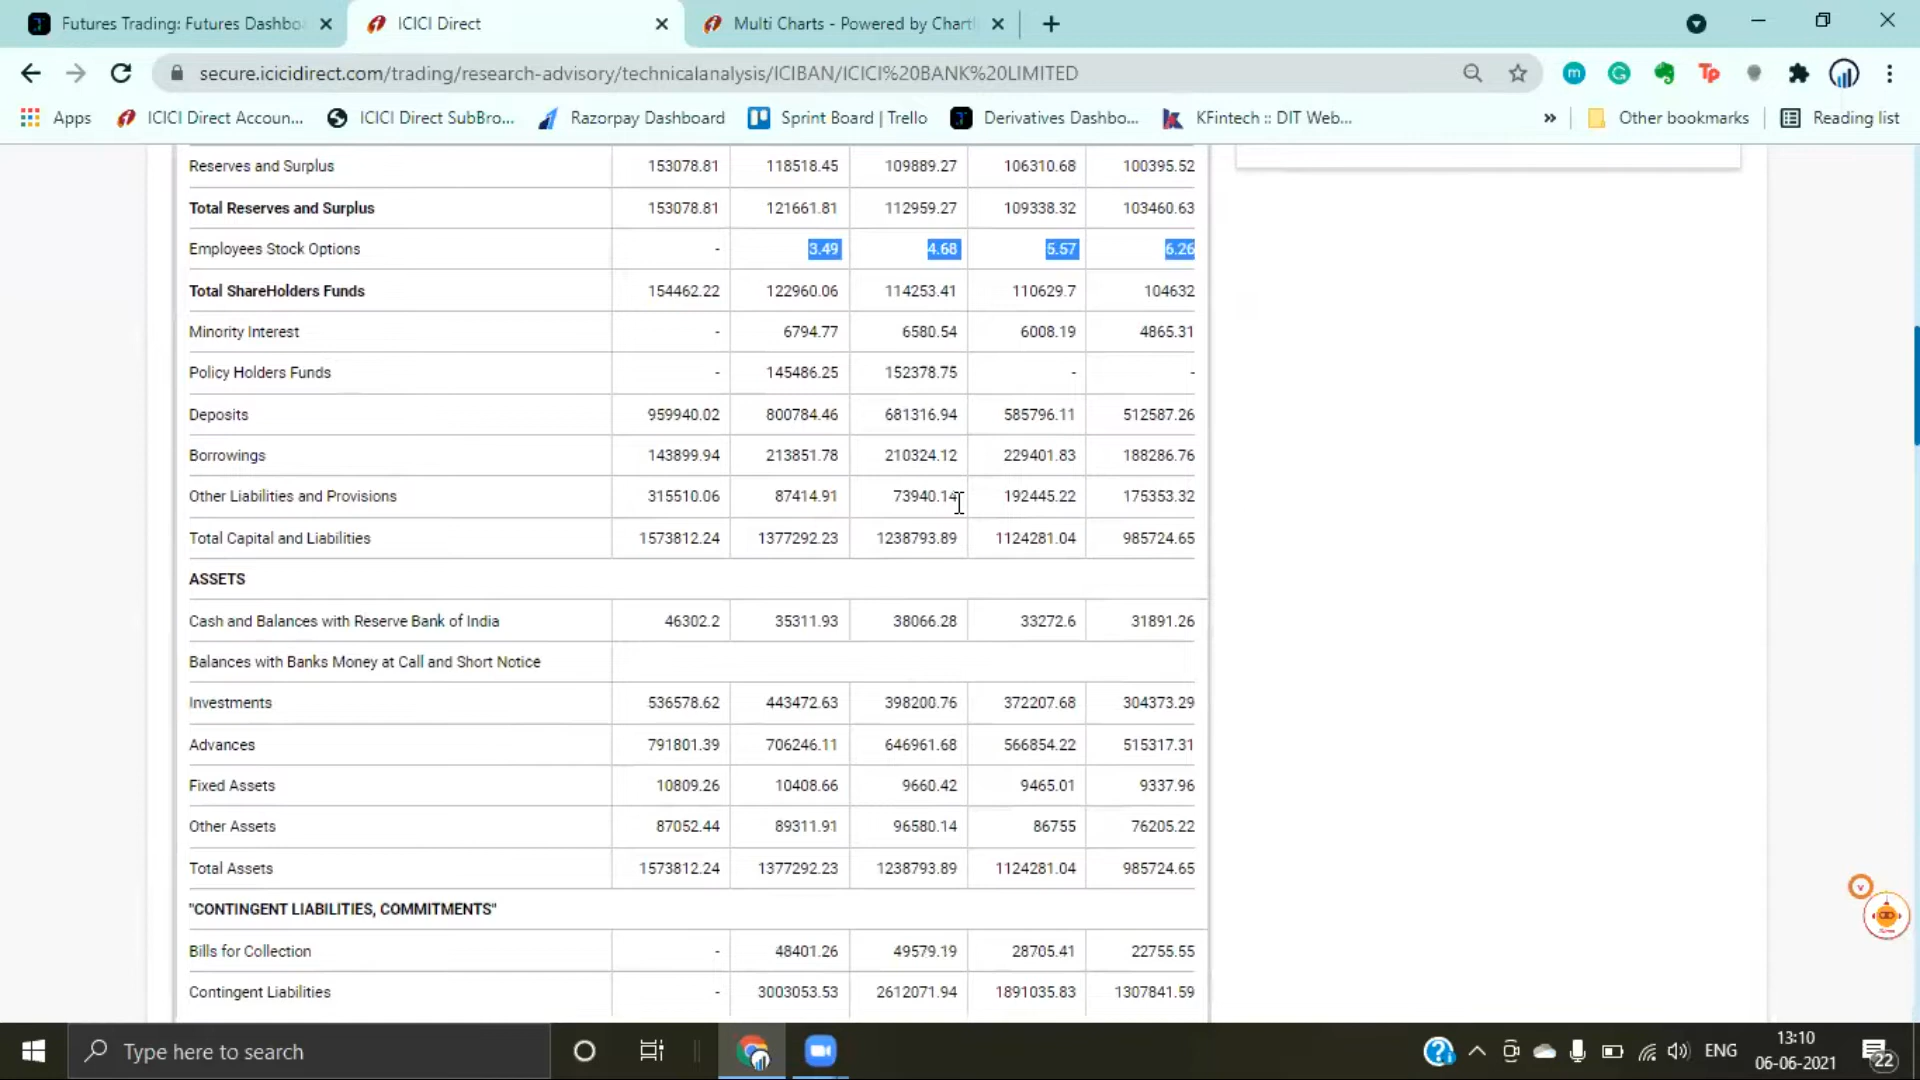 Futures Trading: Futures Dashbo
ICICI Direct
Multi Charts - Powered by Chart
secure.icicidirect.com/trading/research-advisory/technicalanalysis/ICIBAN/ICICI%20BANK%20LIMITED
Apps ICICI Direct Accoun... ICICI Direct SubBro... Razorpay Dashboard Sprint Board | Trello Derivatives Dashbo... KFintech :: DIT Web... » Other bookmarks Reading list
Reserves and Surplus 153078.81 118518.45 109889.27 106310.68 100395.52
Total Reserves and Surplus 153078.81 121661.81 112959.27 109338.32 103460.63
Employees Stock Options - 3.49 4.68 5.57 6.26
Total ShareHolders Funds 154462.22 122960.06 114253.41 110629.7 104632
Minority Interest - 6794.77 6580.54 6008.19 4865.31
Policy Holders Funds - 145486.25 152378.75 - -
Deposits 959940.02 800784.46 681316.94 585796.11 512587.26
Borrowings 143899.94 213851.78 210324.12 229401.83 188286.76
Other Liabilities and Provisions 315510.06 87414.91 73940.14 192445.22 175353.32
Total Capital and Liabilities 1573812.24 1377292.23 1238793.89 1124281.04 985724.65
ASSETS
Cash and Balances with Reserve Bank of India 46302.2 35311.93 38066.28 33272.6 31891.26
Balances with Banks Money at Call and Short Notice
Investments 536578.62 443472.63 398200.76 372207.68 304373.29
Advances 791801.39 706246.11 646961.68 566854.22 515317.31
Fixed Assets 10809.26 10408.66 9660.42 9465.01 9337.96
Other Assets 87052.44 89311.91 96580.14 86755 76205.22
Total Assets 1573812.24 1377292.23 1238793.89 1124281.04 985724.65
"CONTINGENT LIABILITIES, COMMITMENTS"
Bills for Collection - 48401.26 49579.19 28705.41 22755.55
Contingent Liabilities - 3003053.53 2612071.94 1891035.83 1307841.59
Type here to search
ENG
13:10
06-06-2021
22